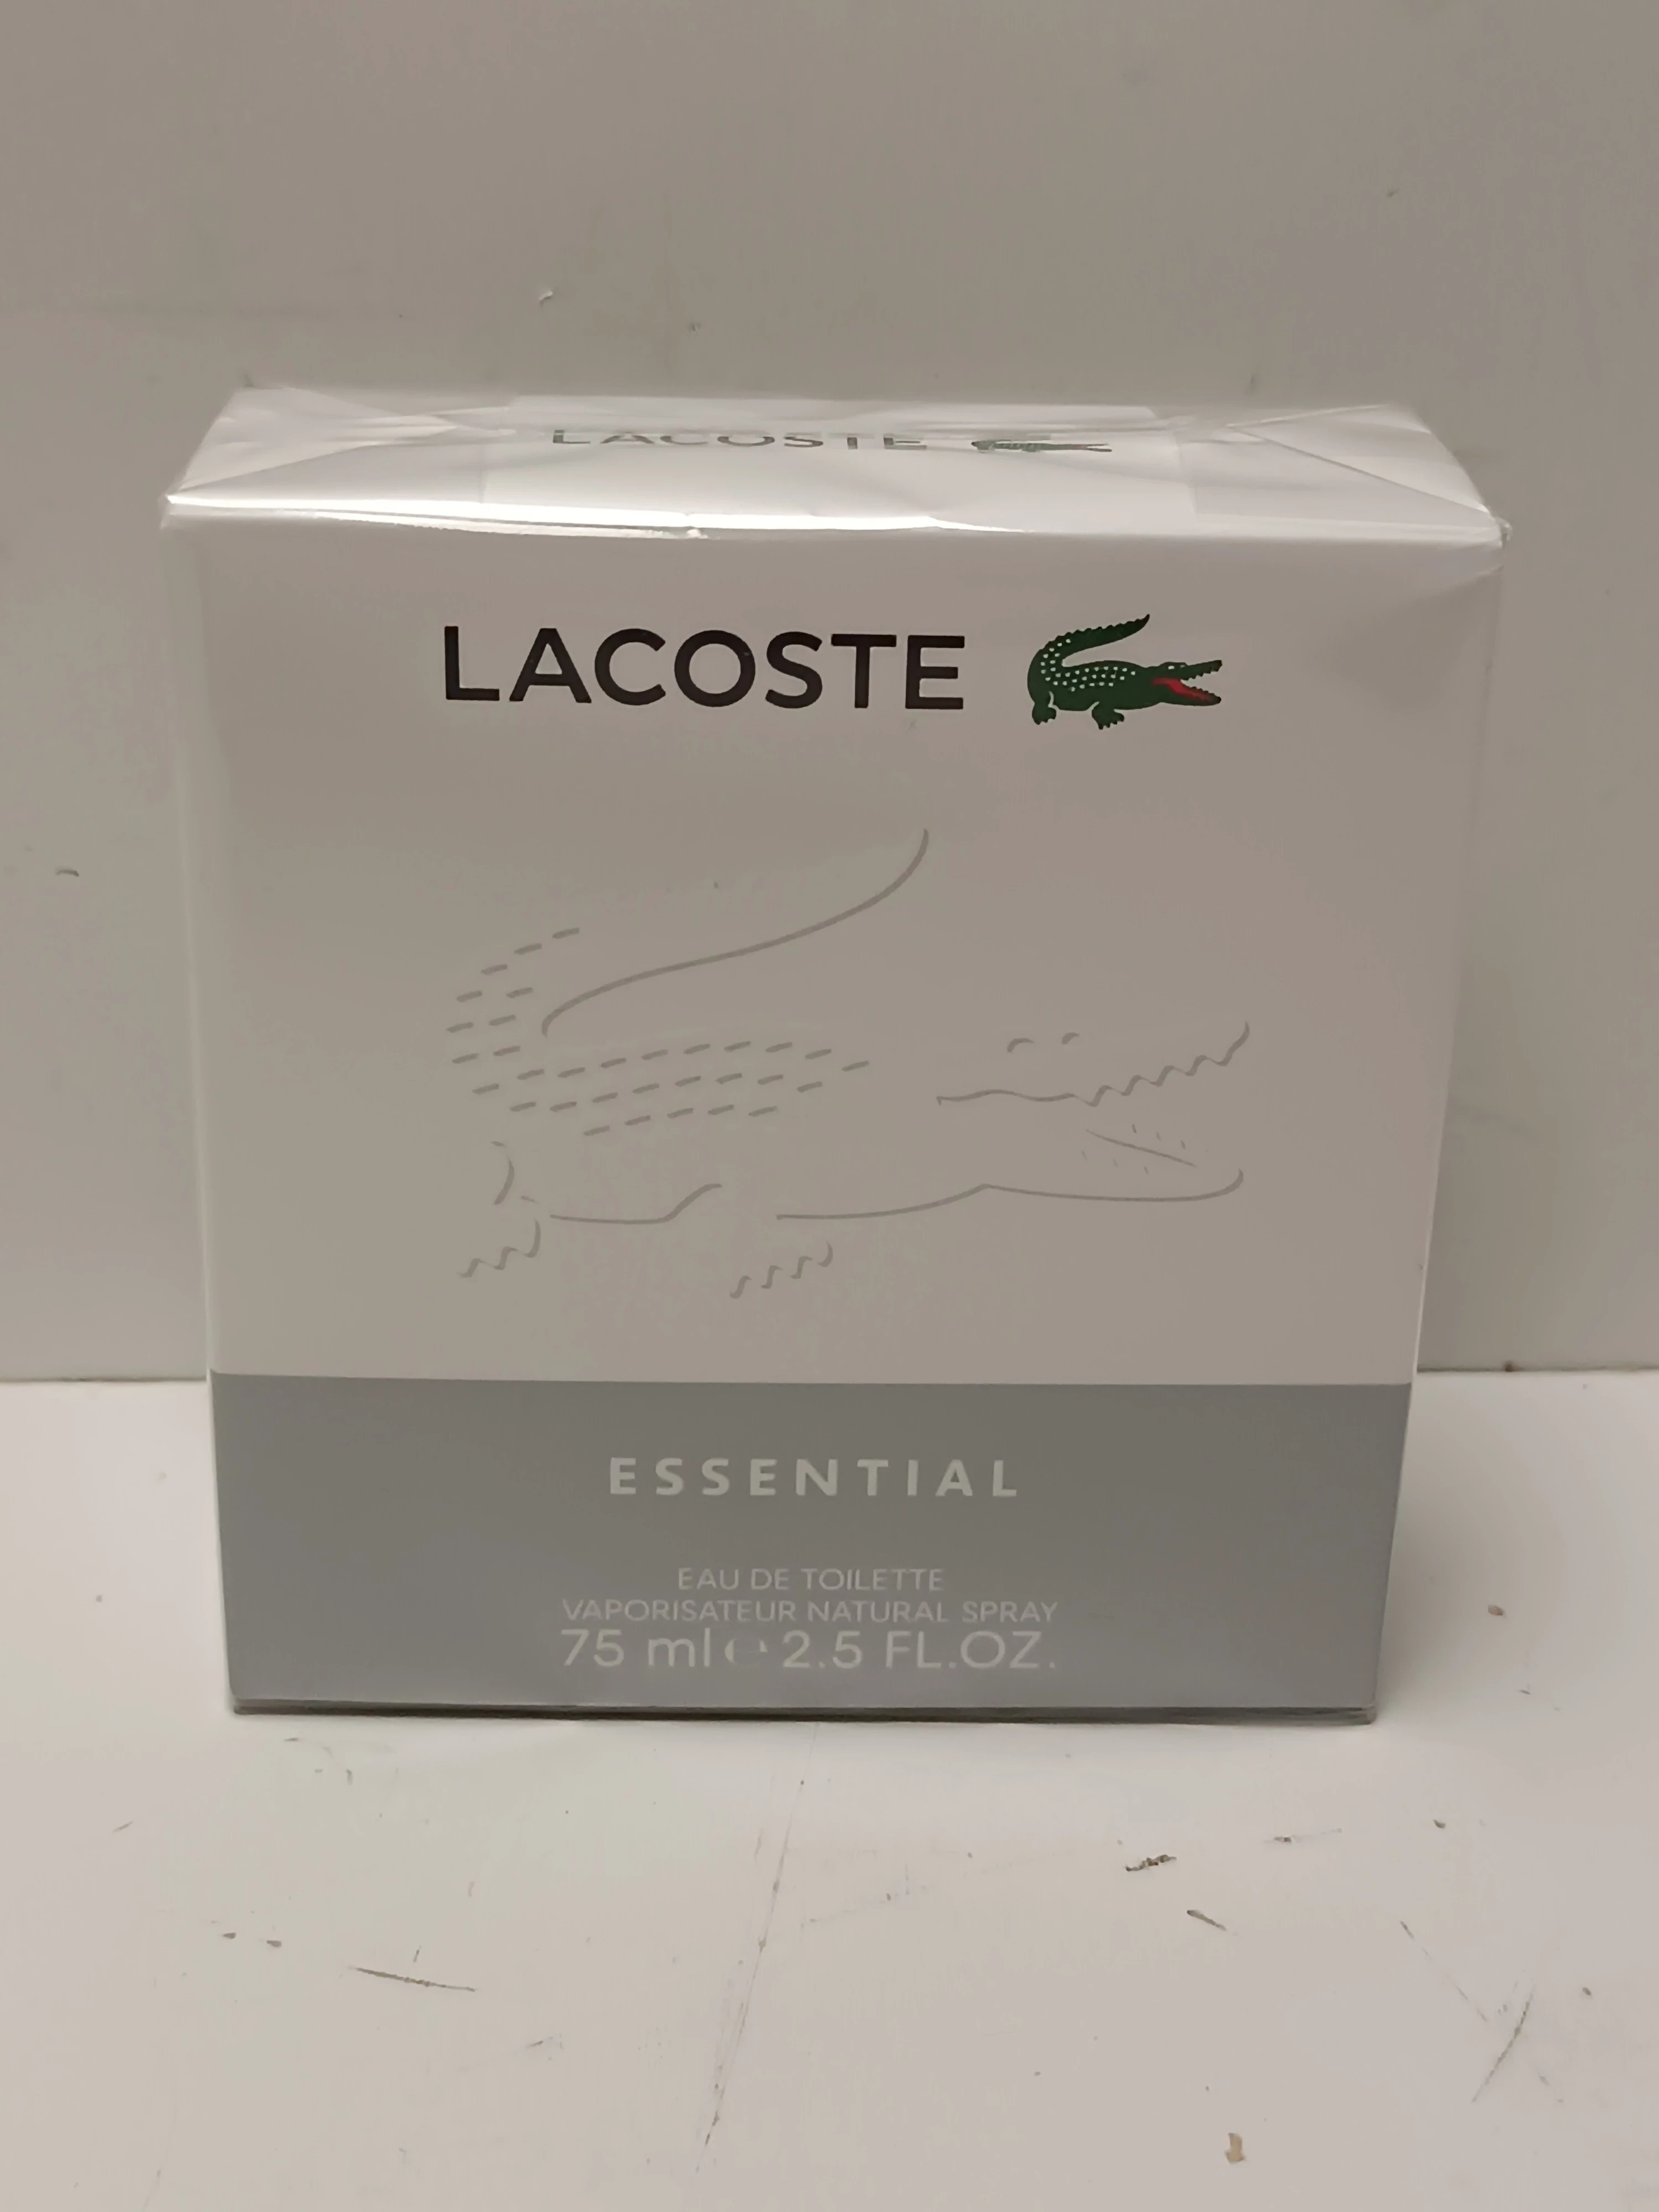 LACOSTE
LACOSTE
ESSENTIAL
EAU DE TOILETTE
VAPORISATEUR NATURAL SPRAY
75 ml e 2.5 FL.OZ.